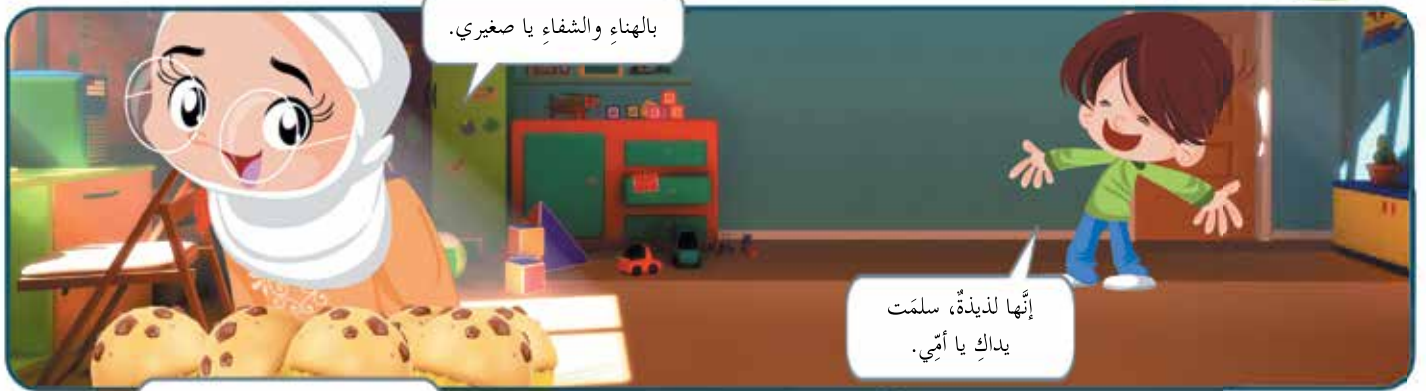 بالهناءِ والشفاءِ يا صغيري.
إنَّها لذيذةٌ، سلمَت
يداكِ يا أمِّي.